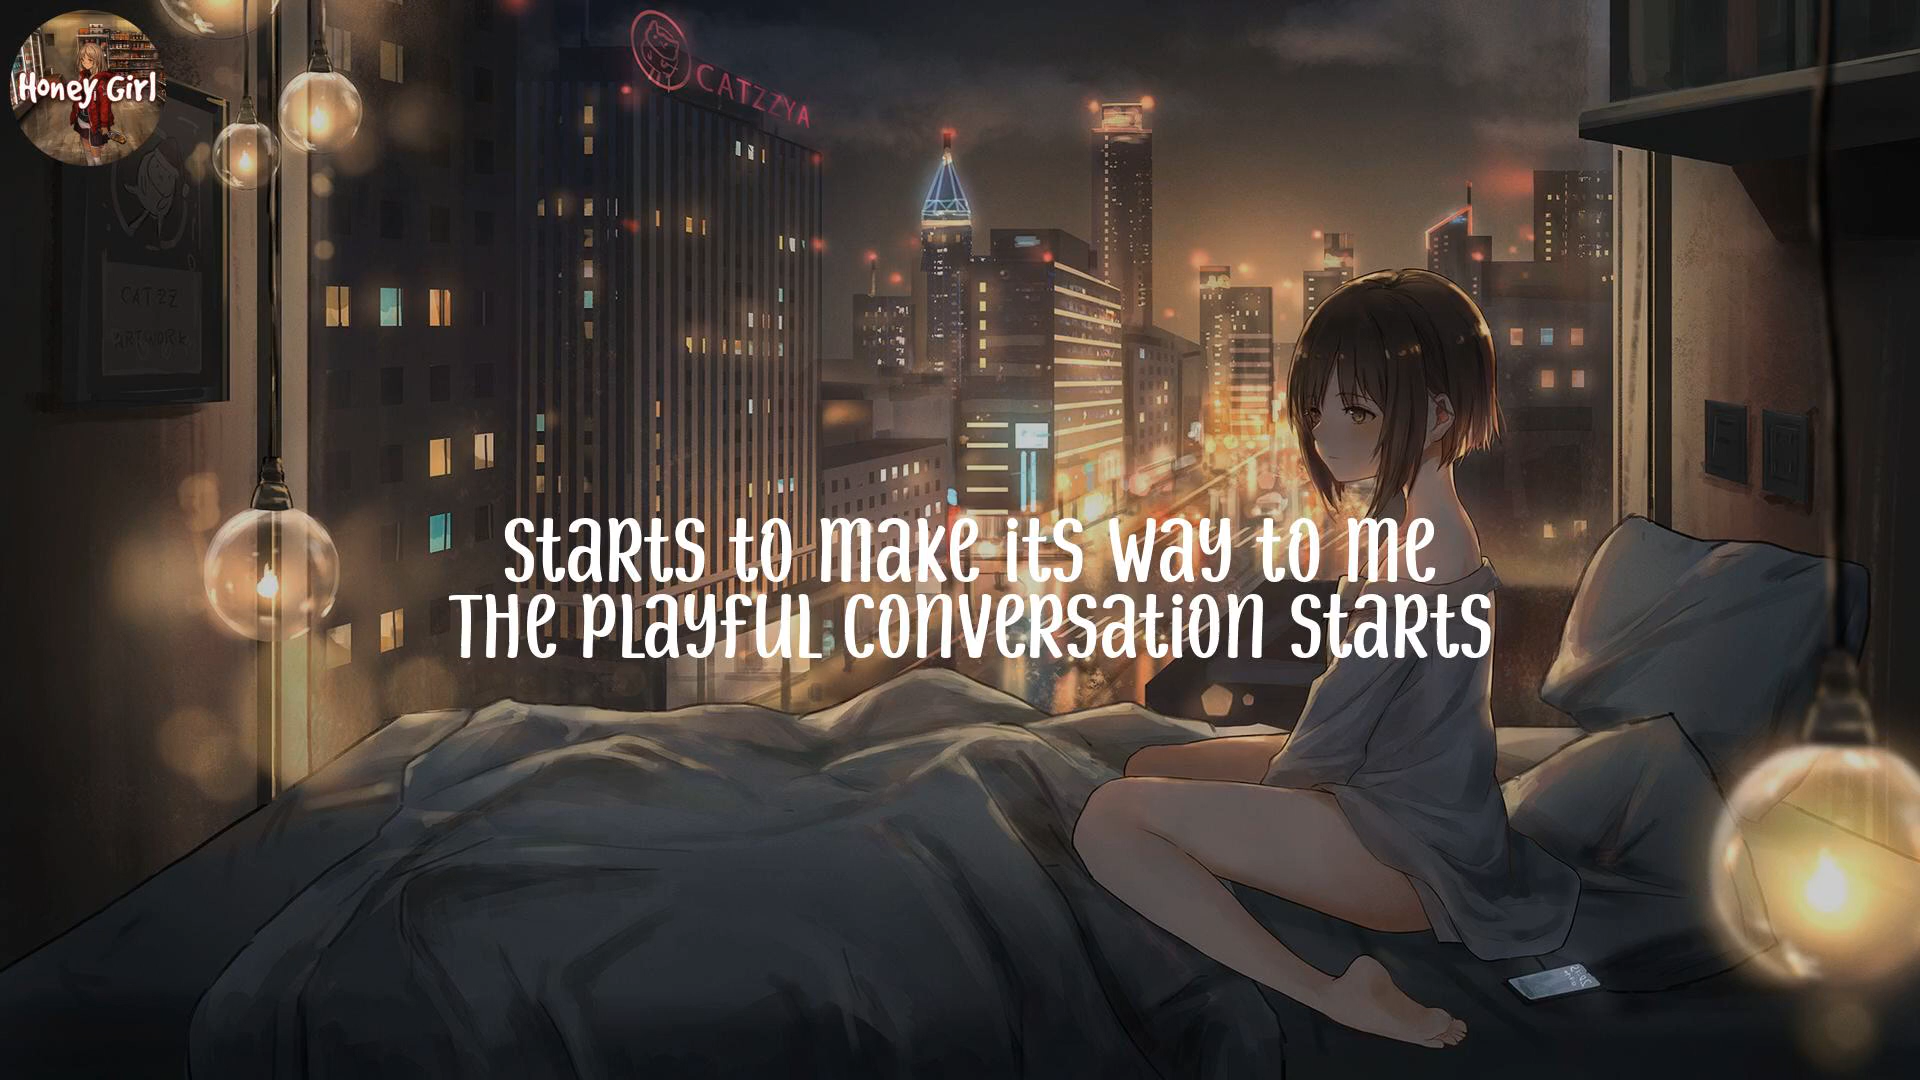 Honey Girl
CATZZYA
CATZZ
ARTWORK
starts to make its way to me
The playful conversation starts